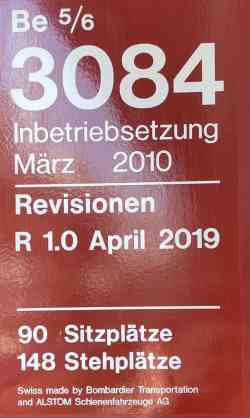 Be 5/6
3084
Inbetriebsetzung
März 2010
Revisionen
R 1.0 April 2019
90 Sitzplätze
148 Stehplätze
Swiss made by Bombardier Transportation
and ALSTOM Schienenfahrzeuge AG